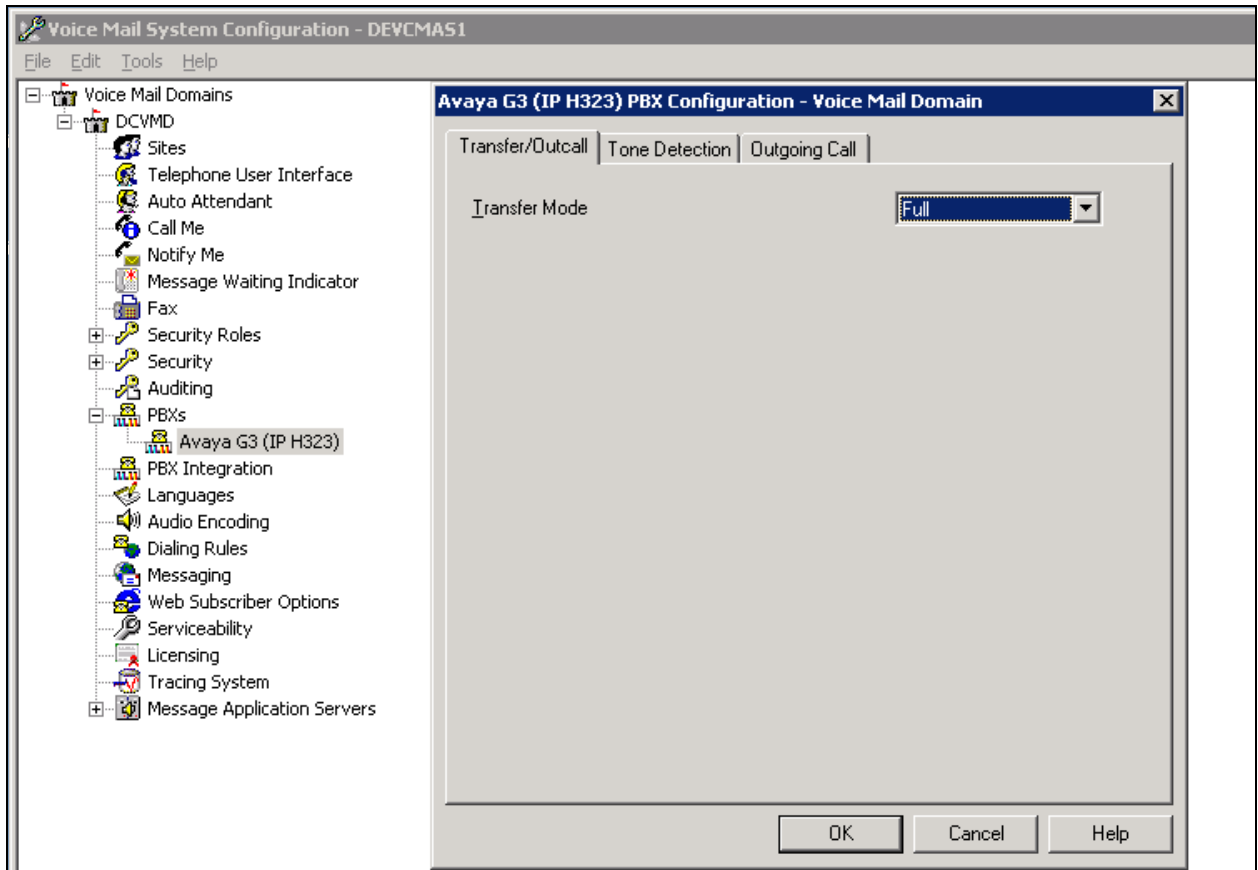 Voice Mail System Configuration - DEVCMAS1
File Edit Tools Help
Voice Mail Domains
DCVMD
Sites
Telephone User Interface
Auto Attendant
Call Me
Notify Me
Message Waiting Indicator
Fax
Security Roles
Security
Auditing
PBXs
Avaya G3 (IP H323)
PBX Integration
Languages
Audio Encoding
Dialing Rules
Messaging
Web Subscriber Options
Serviceability
Licensing
Tracing System
Message Application Servers
Avaya G3 (IP H323) PBX Configuration - Voice Mail Domain
Transfer/Outcall Tone Detection Outgoing Call
Transfer Mode Full
OK Cancel Help